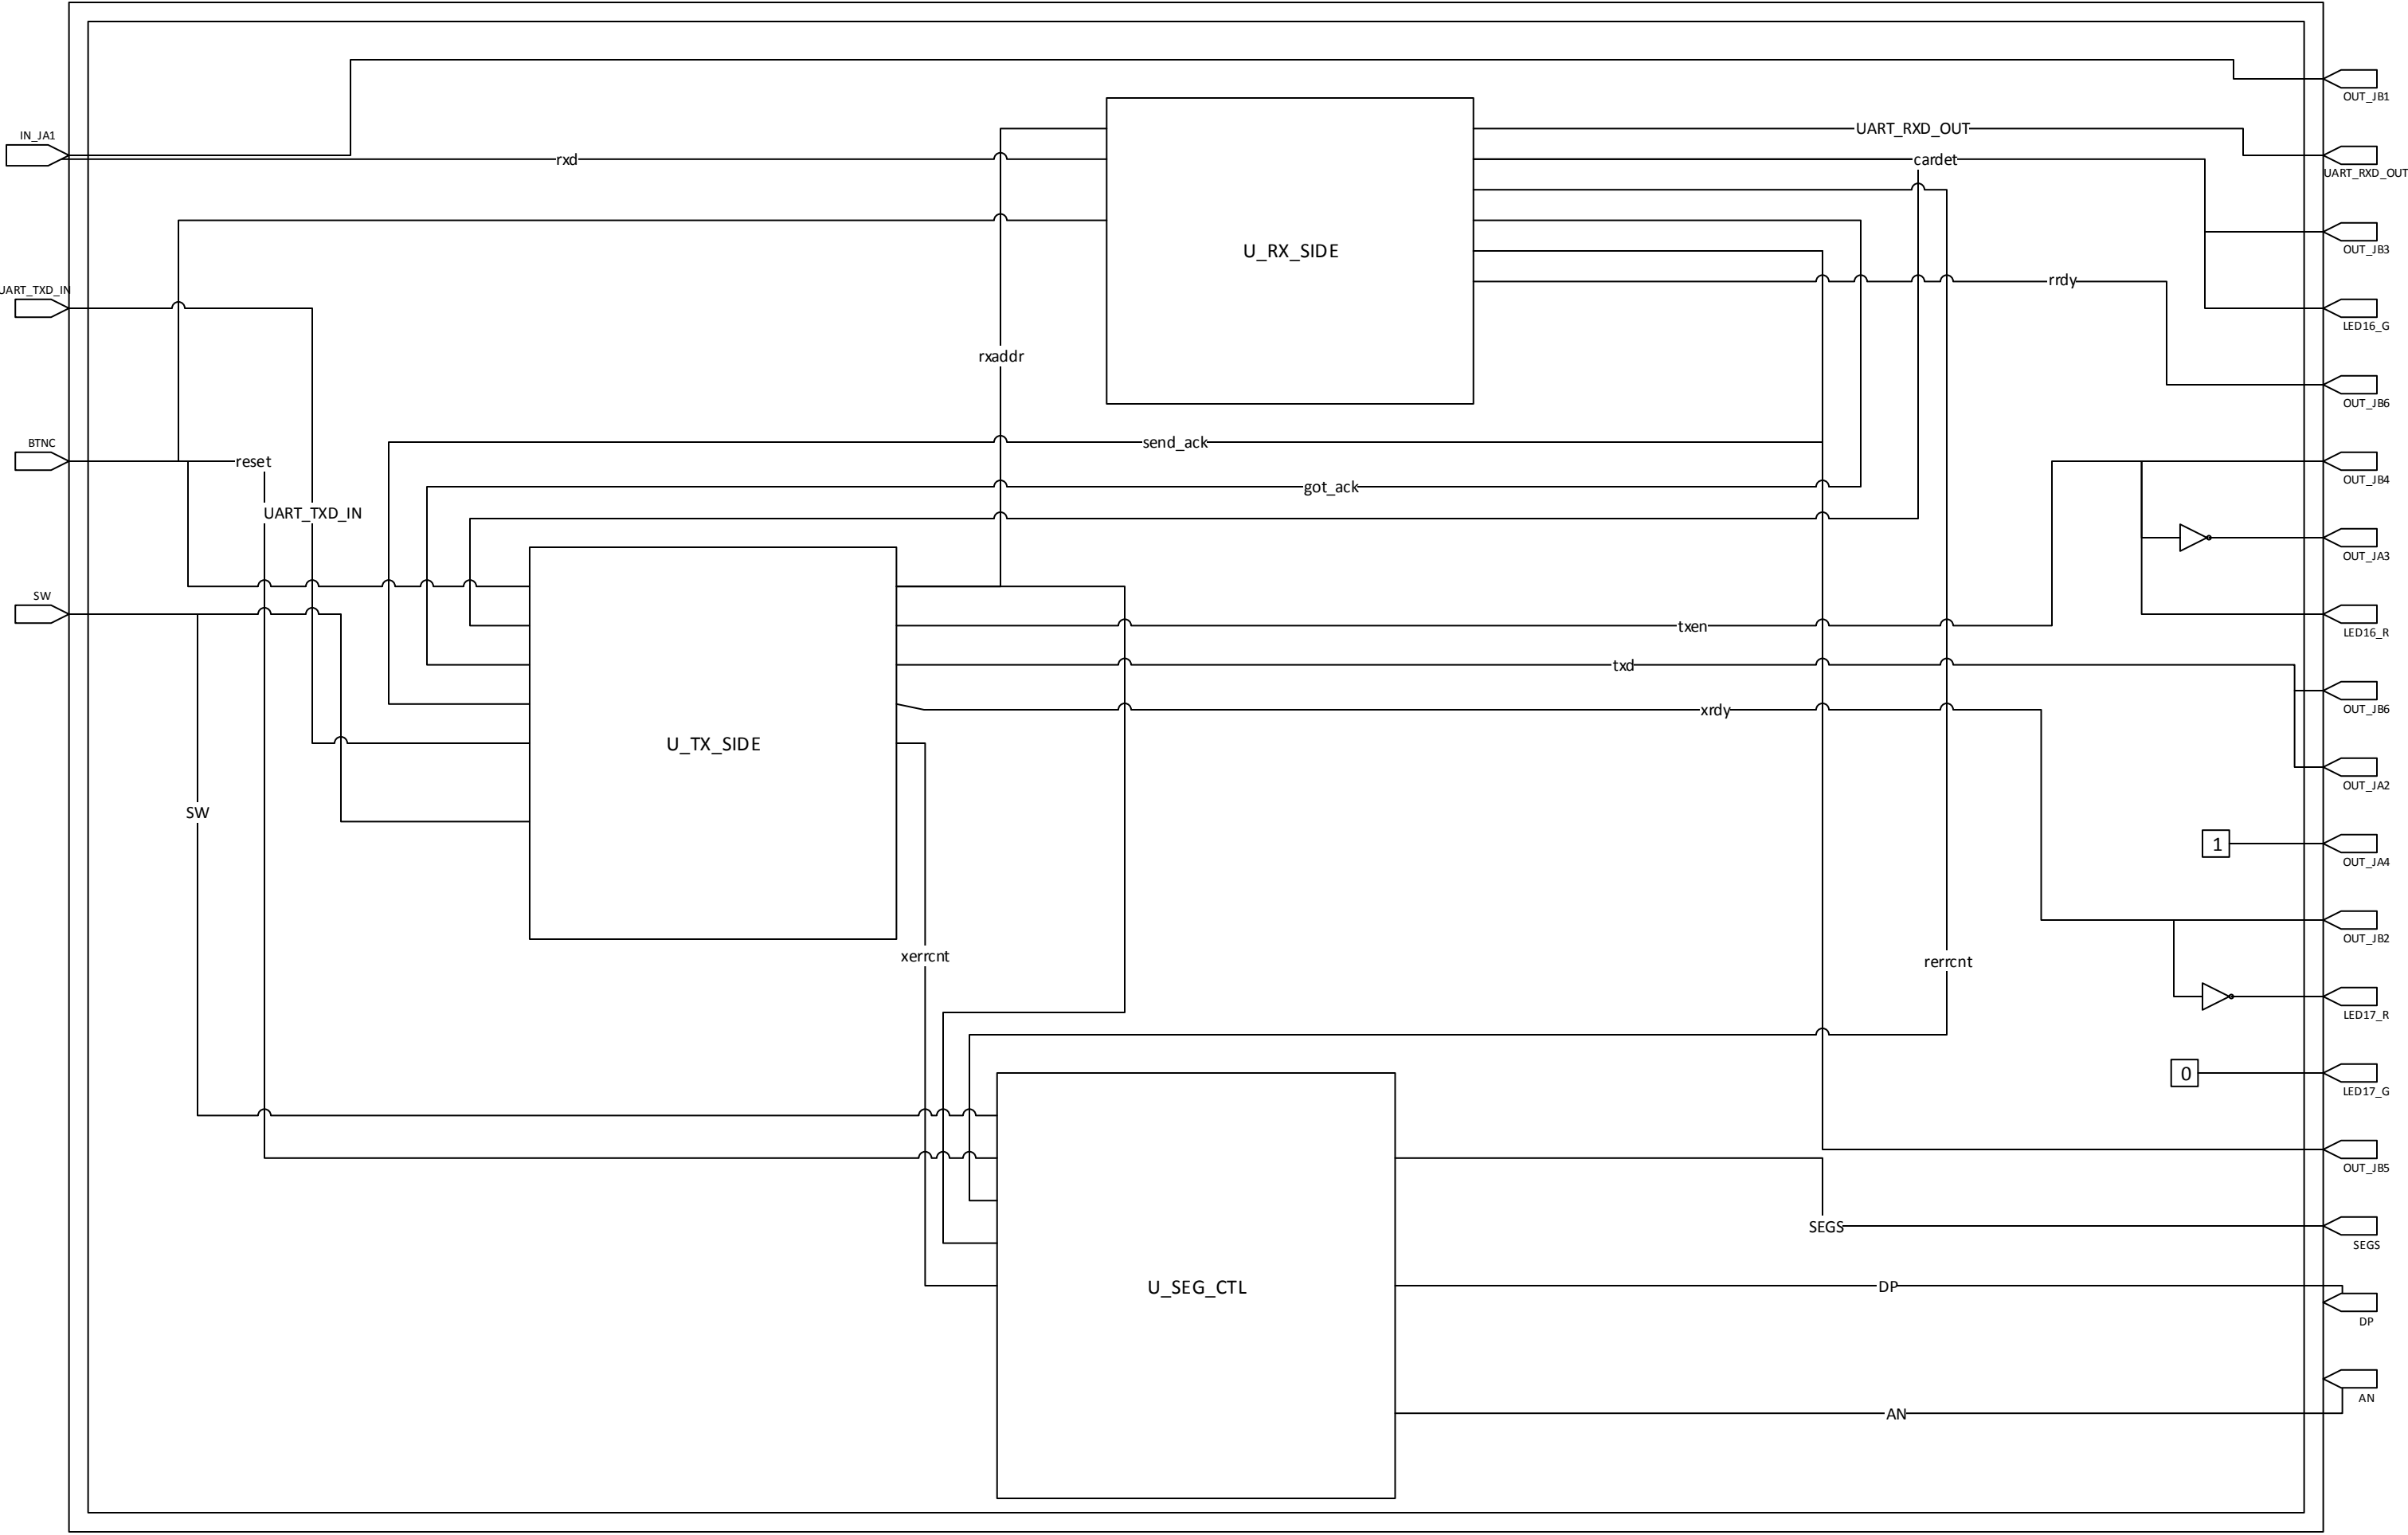 OUT_JB1
IN_JA1
UART_RXD_OUT
rxd
cardet
UART_RXD_OUT
U_RX_SIDE
OUT_JB3
rrdy
UART_TXD_IN
LED16_G
rxaddr
OUT_JB6
BTNC
send_ack
reset
OUT_JB4
got_ack
UART_TXD_IN
OUT_JA3
SW
txen
LED16_R
txd
OUT_JB6
xrdy
U_TX_SIDE
OUT_JA2
SW
1
OUT_JA4
OUT_JB2
xerrcnt
rerrcnt
LED17_R
0
LED17_G
OUT_JB5
SEGS
SEGS
U_SEG_CTL
DP
DP
AN
AN